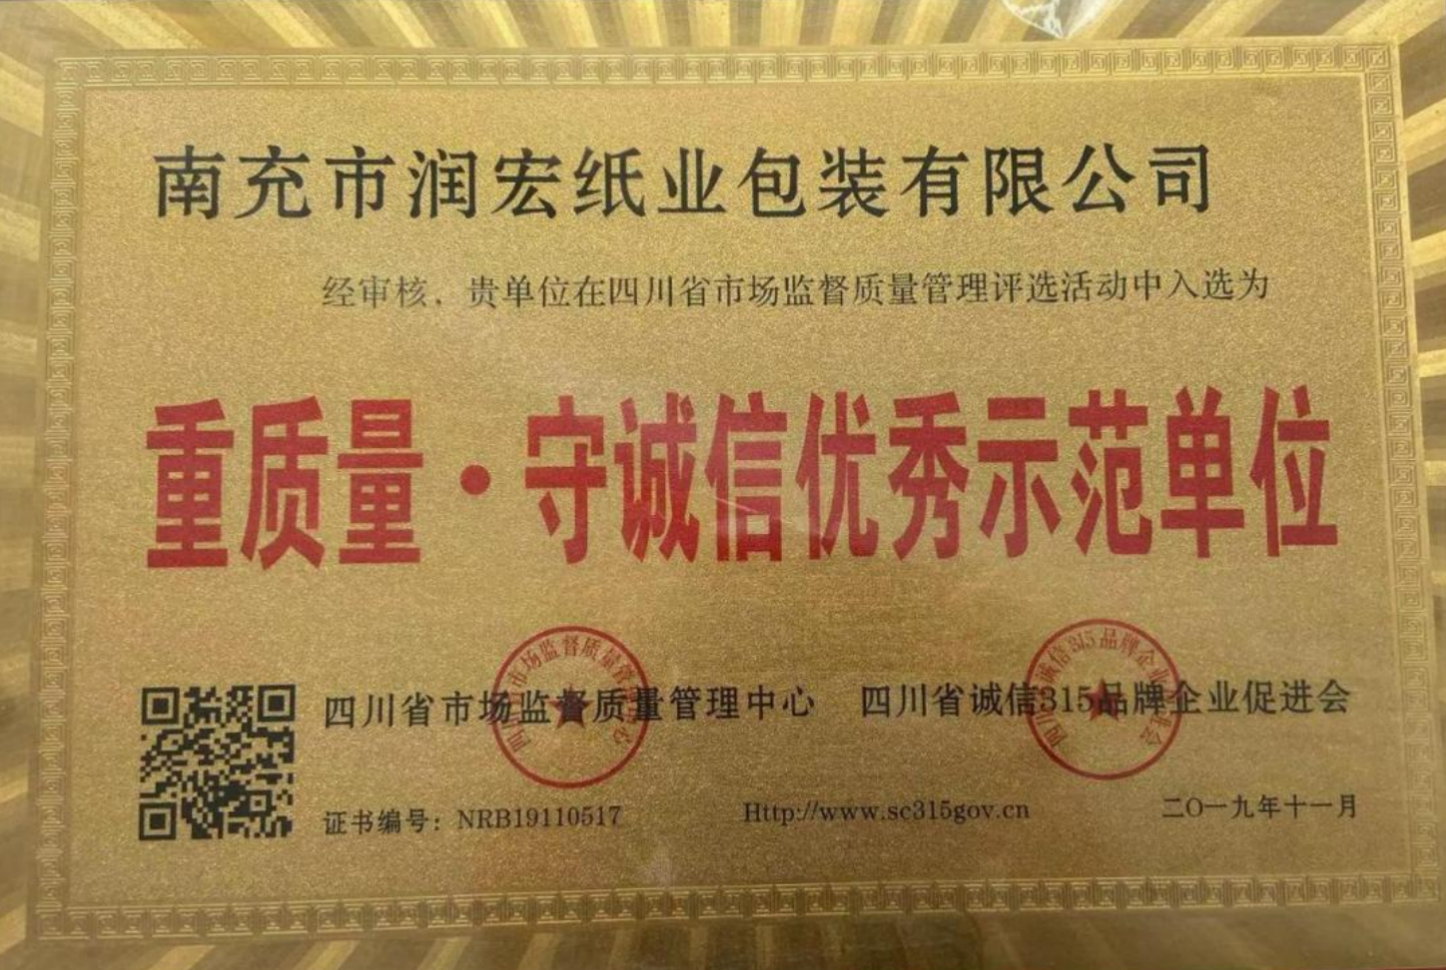 南充市润宏纸业包装有限公司
经审核，贵单位在四川省市场监督质量管理评选活动中入选为
重质量·守诚信优秀示范单位
四川省市场监督质量管理中心 四川省诚信315品牌企业促进会
证书编号：NRB19110517 Http://www.sc315gov.cn 二〇一九年十一月